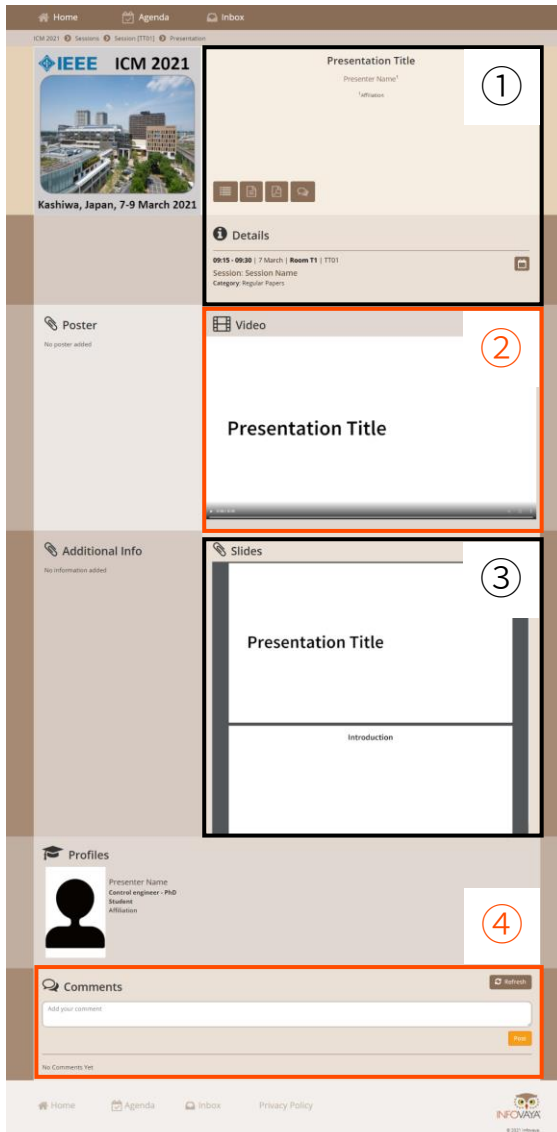 Home Agenda Inbox
ICM 2021 Sessions Session [TT01] Presentation
IEEE ICM 2021
Kashiwa, Japan, 7-9 March 2021
Presentation Title
Presenter Name†
†Affiliation
①
Details
09:15 - 09:30 | 7 March | Room T1 | TT01
Session: Session Name
Category: Regular Papers
Poster
No poster added
Video
②
Presentation Title
Additional Info
No information added
Slides
③
Presentation Title
Introduction
Profiles
Presenter Name
Control engineer - PhD
Student
Affiliation
④
Comments
Refresh
Add your comment
Post
No Comments Yet
Home Agenda Inbox Privacy Policy
INFOVAYA
© 2021 Infovaya